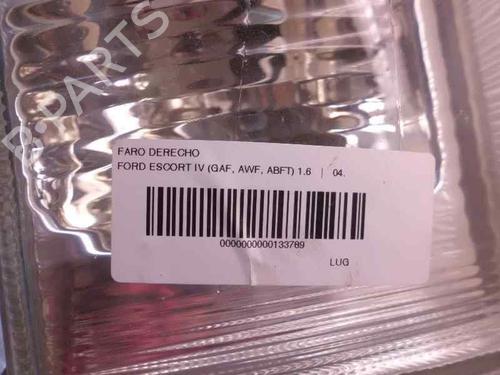 B-PARTS
FARO DERECHO
FORD ESCORT IV (GAF, AWF, ABFT) 1.6 | 04.
0000000000133789
LUG